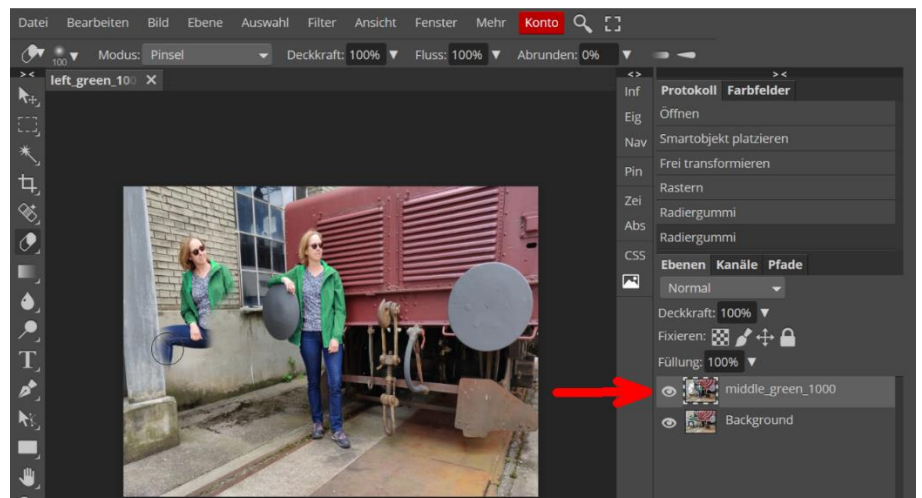 Datei Bearbeiten Bild Ebene Auswahl Filter Ansicht Fenster Mehr Konto
100 Modus: Pinsel Deckkraft: 100% Fluss: 100% Abrunden: 0%
left_green_100
Inf
Eig
Nav
Pin
Zei
Abs
CSS
Protokoll Farbfelder
Öffnen
Smartobjekt platzieren
Frei transformieren
Rastern
Radiergummi
Radiergummi
Ebenen Kanäle Pfade
Normal
Deckkraft: 100%
Fixieren:
Füllung: 100%
middle_green_1000
Background